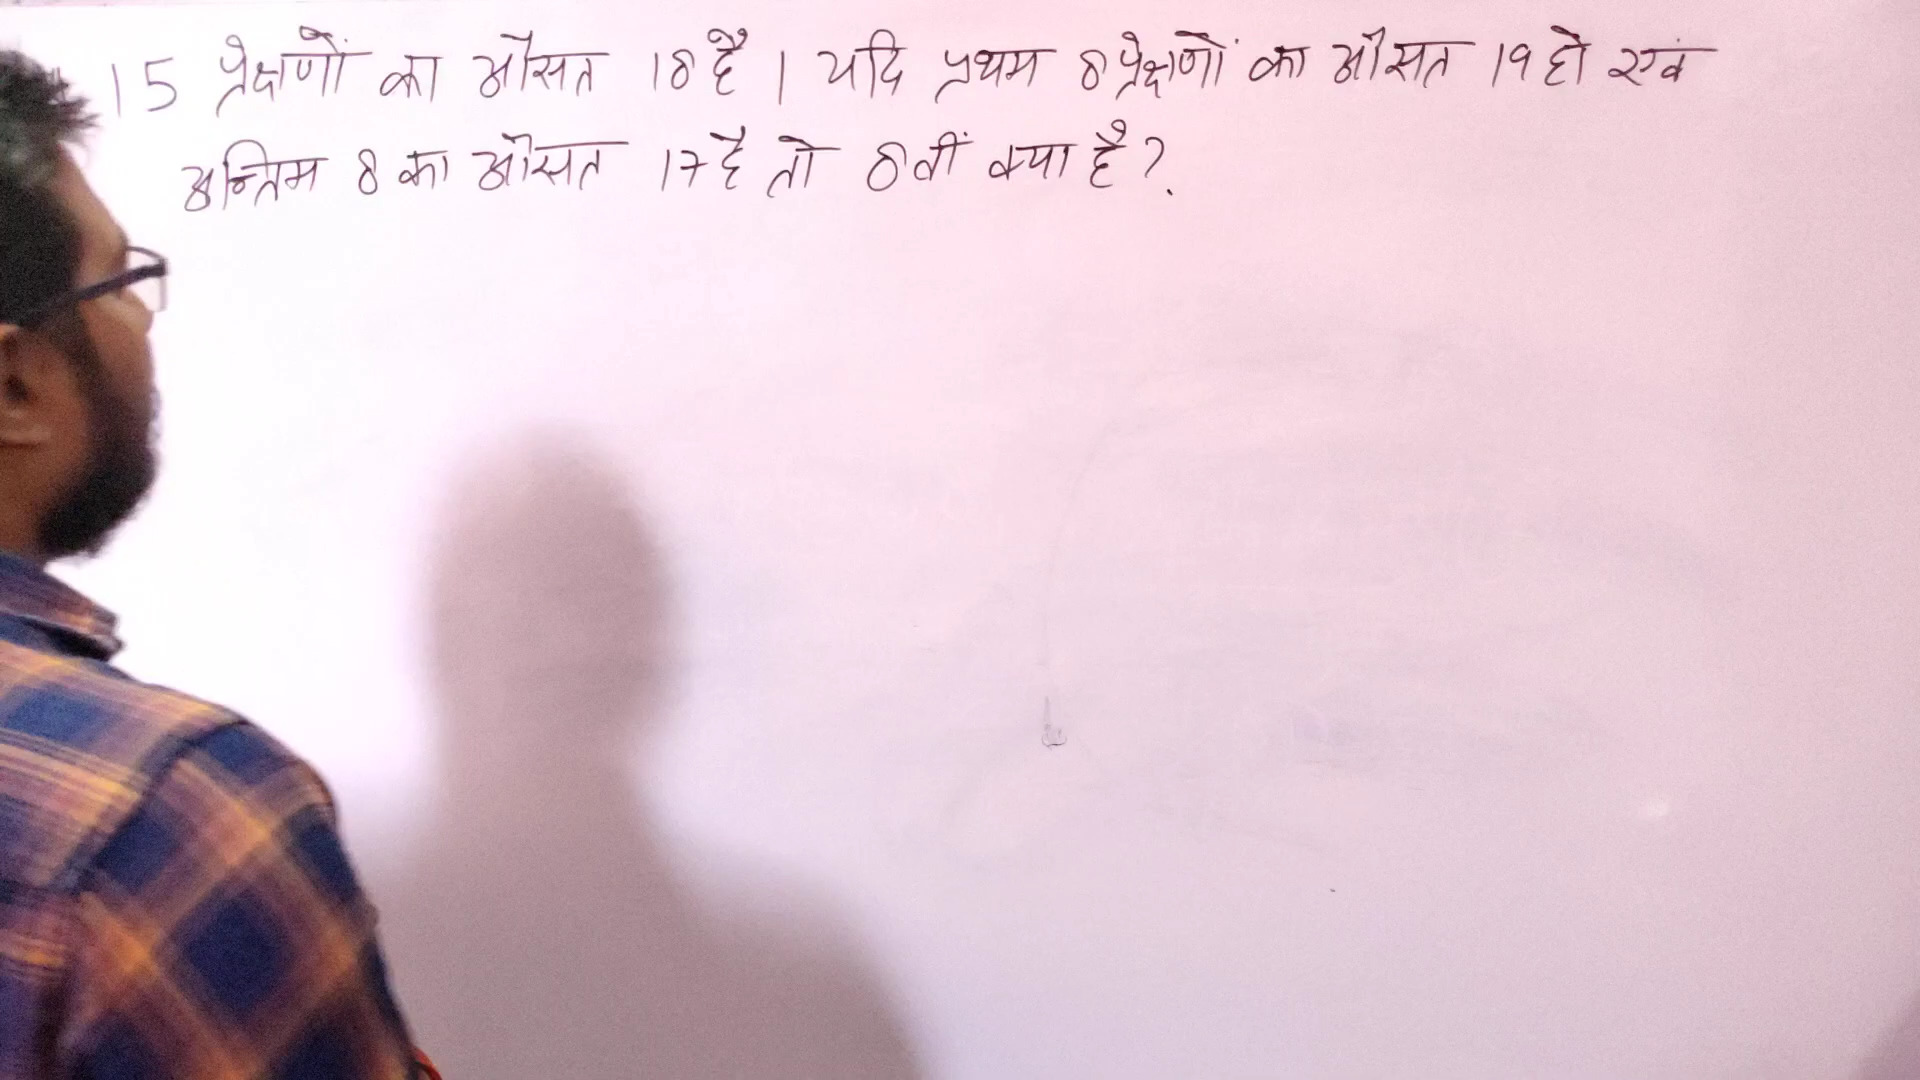 15 प्रेक्षणों का औसत 18 है । यदि प्रथम 8 प्रेक्षणों का औसत 19 हो एवं
अन्तिम 8 का औसत 17 है तो 8वीं क्या है ?